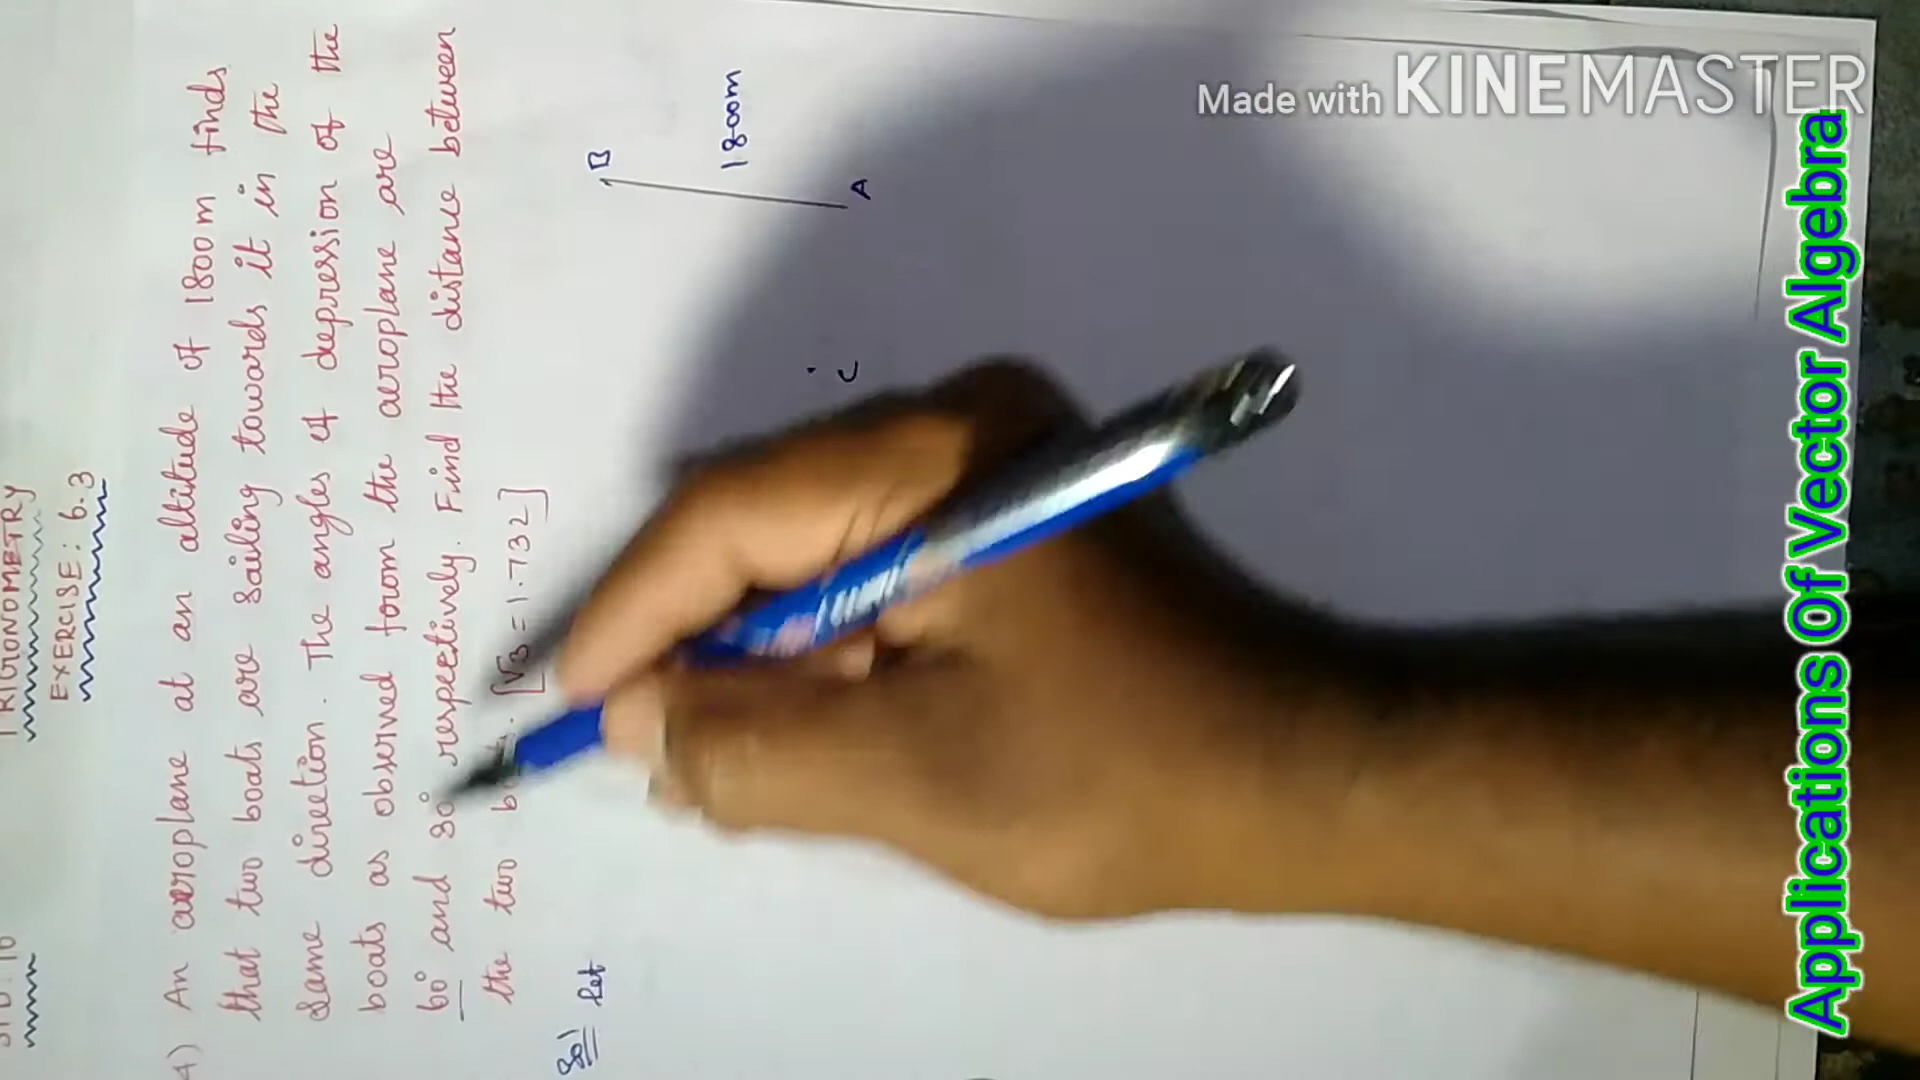 TRIGONOMETRY
EXERCISE: 6.3
4) An aeroplane at an altitude of 1800m finds
that two boats are sailing towards it in the
same direction. The angles of depression of the
boats as observed from the aeroplane are
60° and 30° respectively. Find the distance between
the two [√3 = 1.732]
Sol) let
B
1800m
A
C
Made with KINEMASTER
Applications Of Vector Algebra